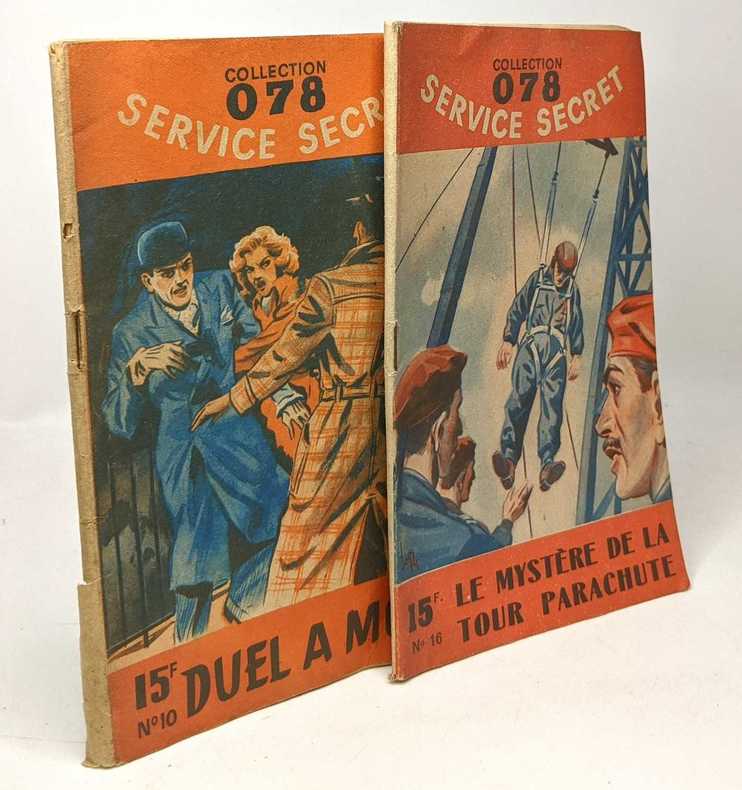 COLLECTION
078
SERVICE SECR
15F
Nº10
DUEL A M
COLLECTION
078
SERVICE SECRET
15F.
Nº 16
LE MYSTÈRE DE LA
TOUR PARACHUTE